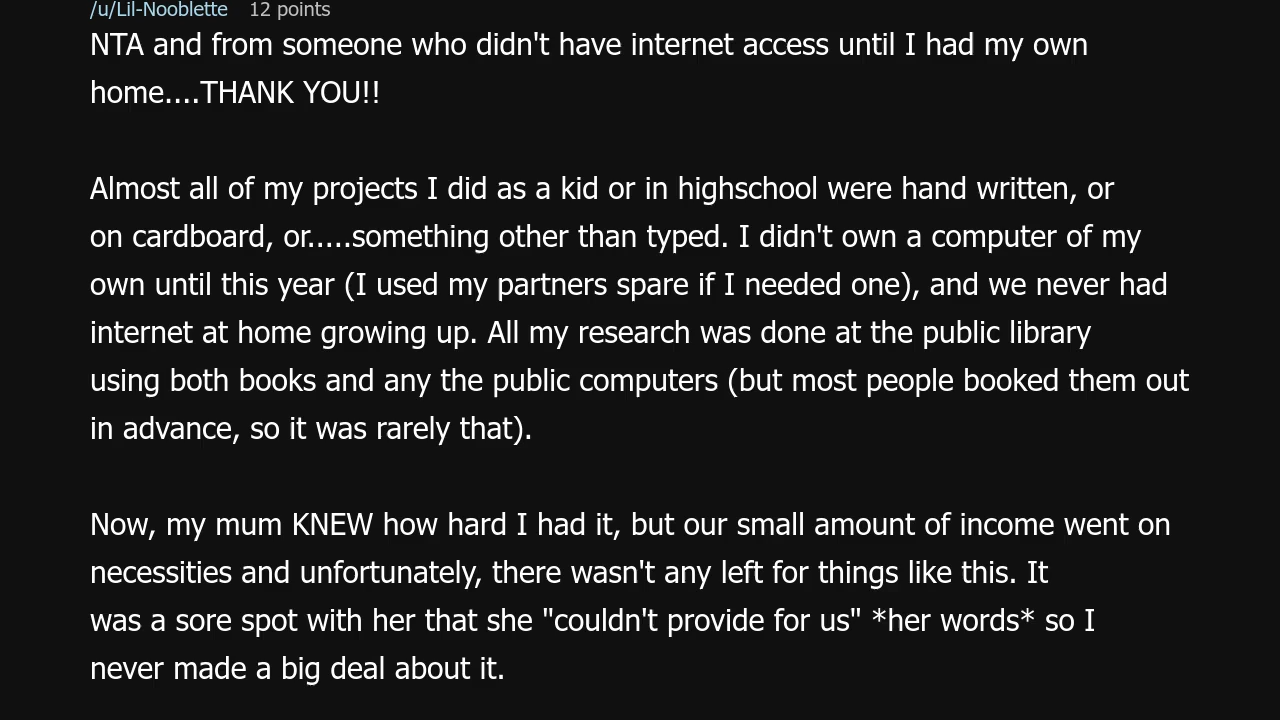 /u/Lil-Nooblette 12 points
NTA and from someone who didn't have internet access until I had my own
home....THANK YOU!!
Almost all of my projects I did as a kid or in highschool were hand written, or
on cardboard, or.....something other than typed. I didn't own a computer of my
own until this year (I used my partners spare if I needed one), and we never had
internet at home growing up. All my research was done at the public library
using both books and any the public computers (but most people booked them out
in advance, so it was rarely that).
Now, my mum KNEW how hard I had it, but our small amount of income went on
necessities and unfortunately, there wasn't any left for things like this. It
was a sore spot with her that she "couldn't provide for us" *her words* so I
never made a big deal about it.